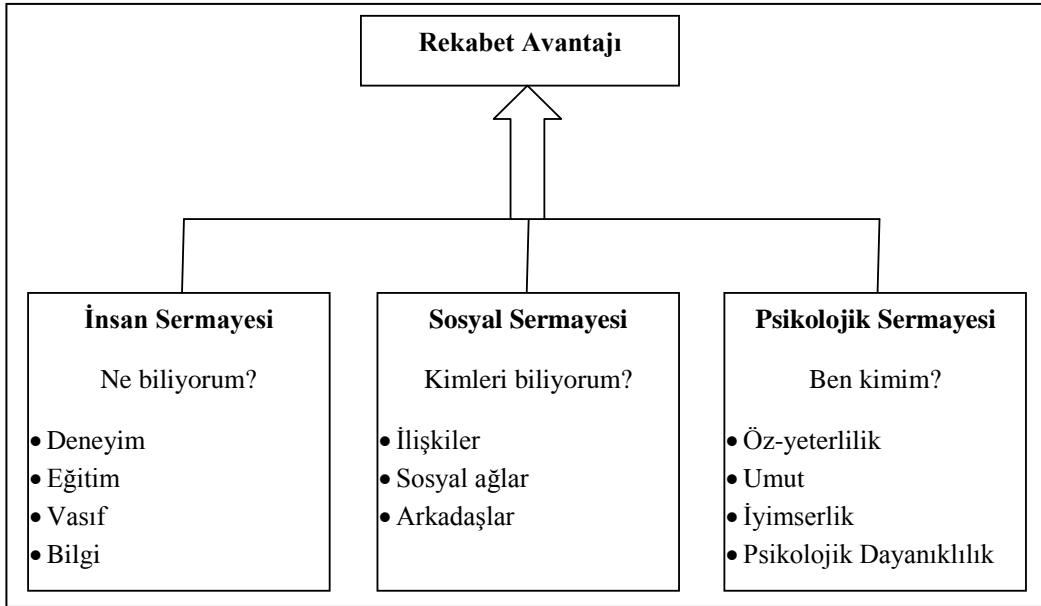 Rekabet Avantajı
İnsan Sermayesi
Ne biliyorum?
• Deneyim
• Eğitim
• Vasıf
• Bilgi
Sosyal Sermayesi
Kimleri biliyorum?
• İlişkiler
• Sosyal ağlar
• Arkadaşlar
Psikolojik Sermayesi
Ben kimim?
• Öz-yeterlilik
• Umut
• İyimserlik
• Psikolojik Dayanıklılık